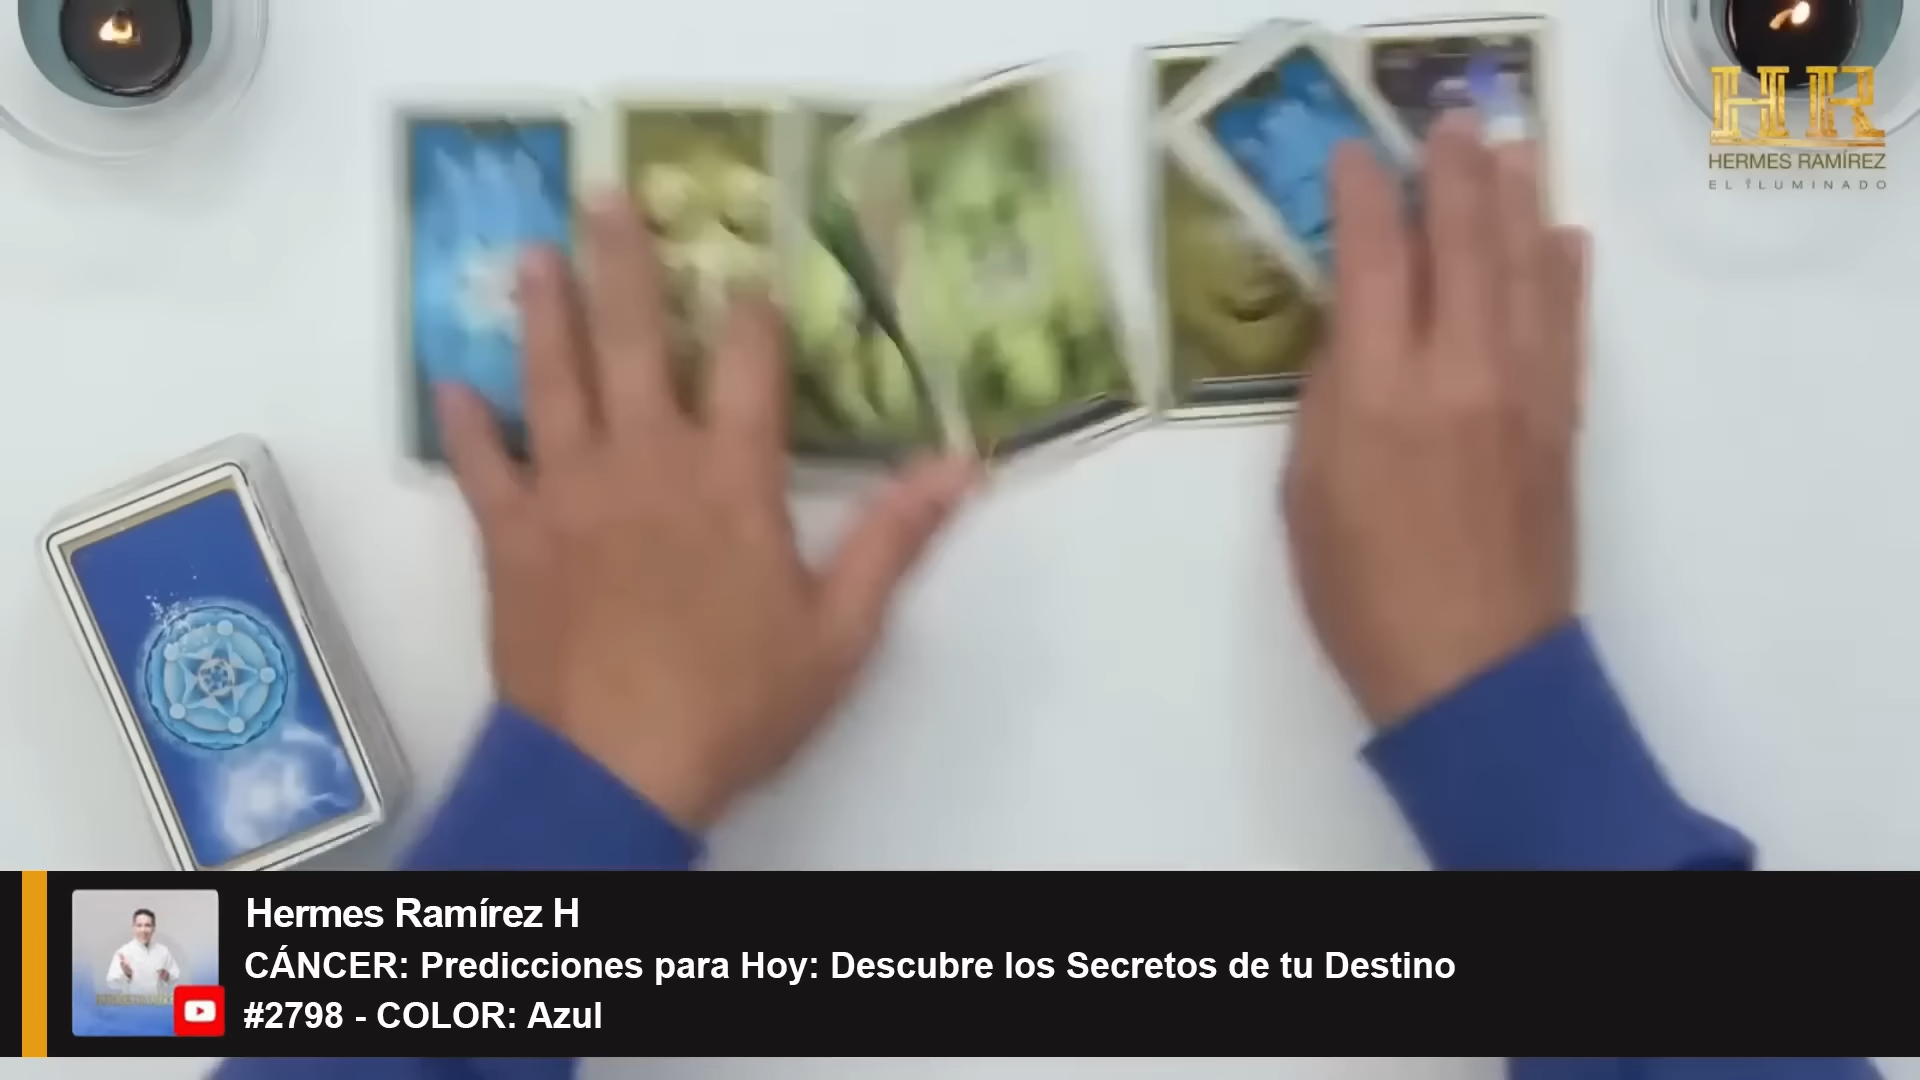 HR
HERMES RAMÍREZ
EL ILUMINADO
Hermes Ramírez H
CÁNCER: Predicciones para Hoy: Descubre los Secretos de tu Destino
#2798 - COLOR: Azul